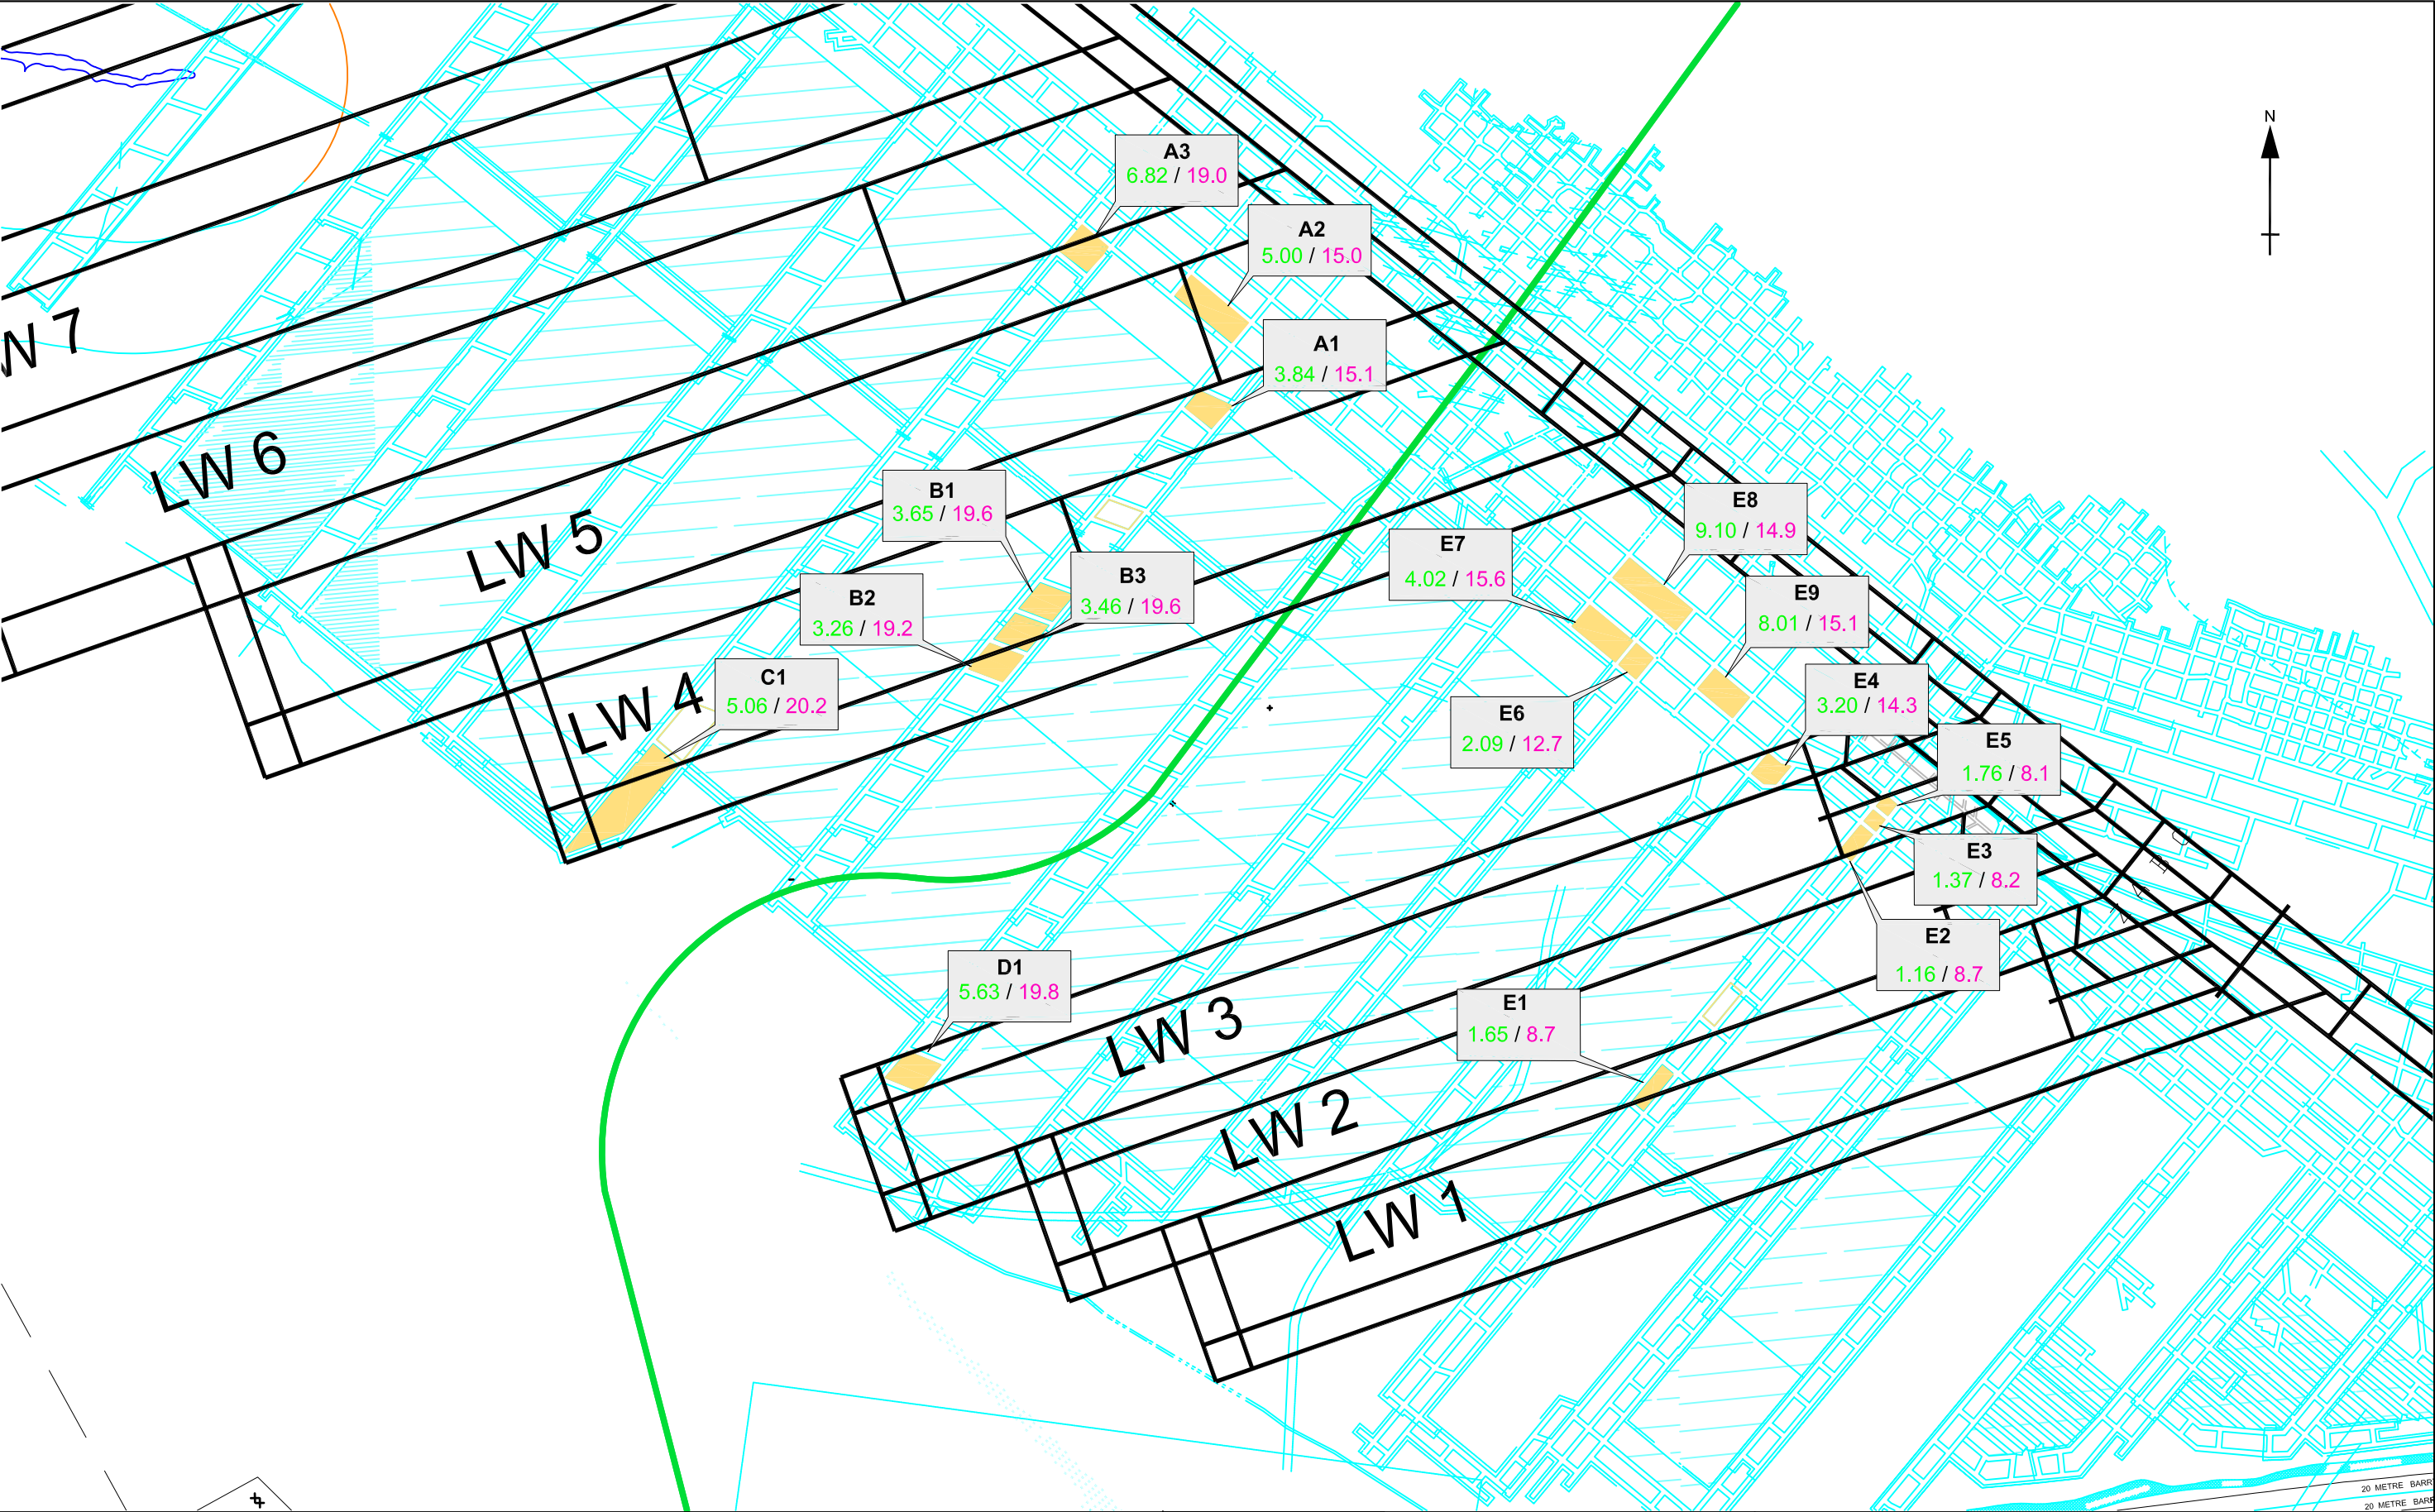 N
A3
6.82 / 19.0
A2
5.00 / 15.0
A1
3.84 / 15.1
W 7
LW 6
B1
3.65 / 19.6
E8
9.10 / 14.9
LW 5
E7
4.02 / 15.6
B3
3.46 / 19.6
B2
3.26 / 19.2
E9
8.01 / 15.1
C1
5.06 / 20.2
LW 4
E4
3.20 / 14.3
E6
2.09 / 12.7
E5
1.76 / 8.1
E3
1.37 / 8.2
E2
1.16 / 8.7
D1
5.63 / 19.8
E1
1.65 / 8.7
LW 3
LW 2
LW 1
20 METRE BARR
20 METRE BARR